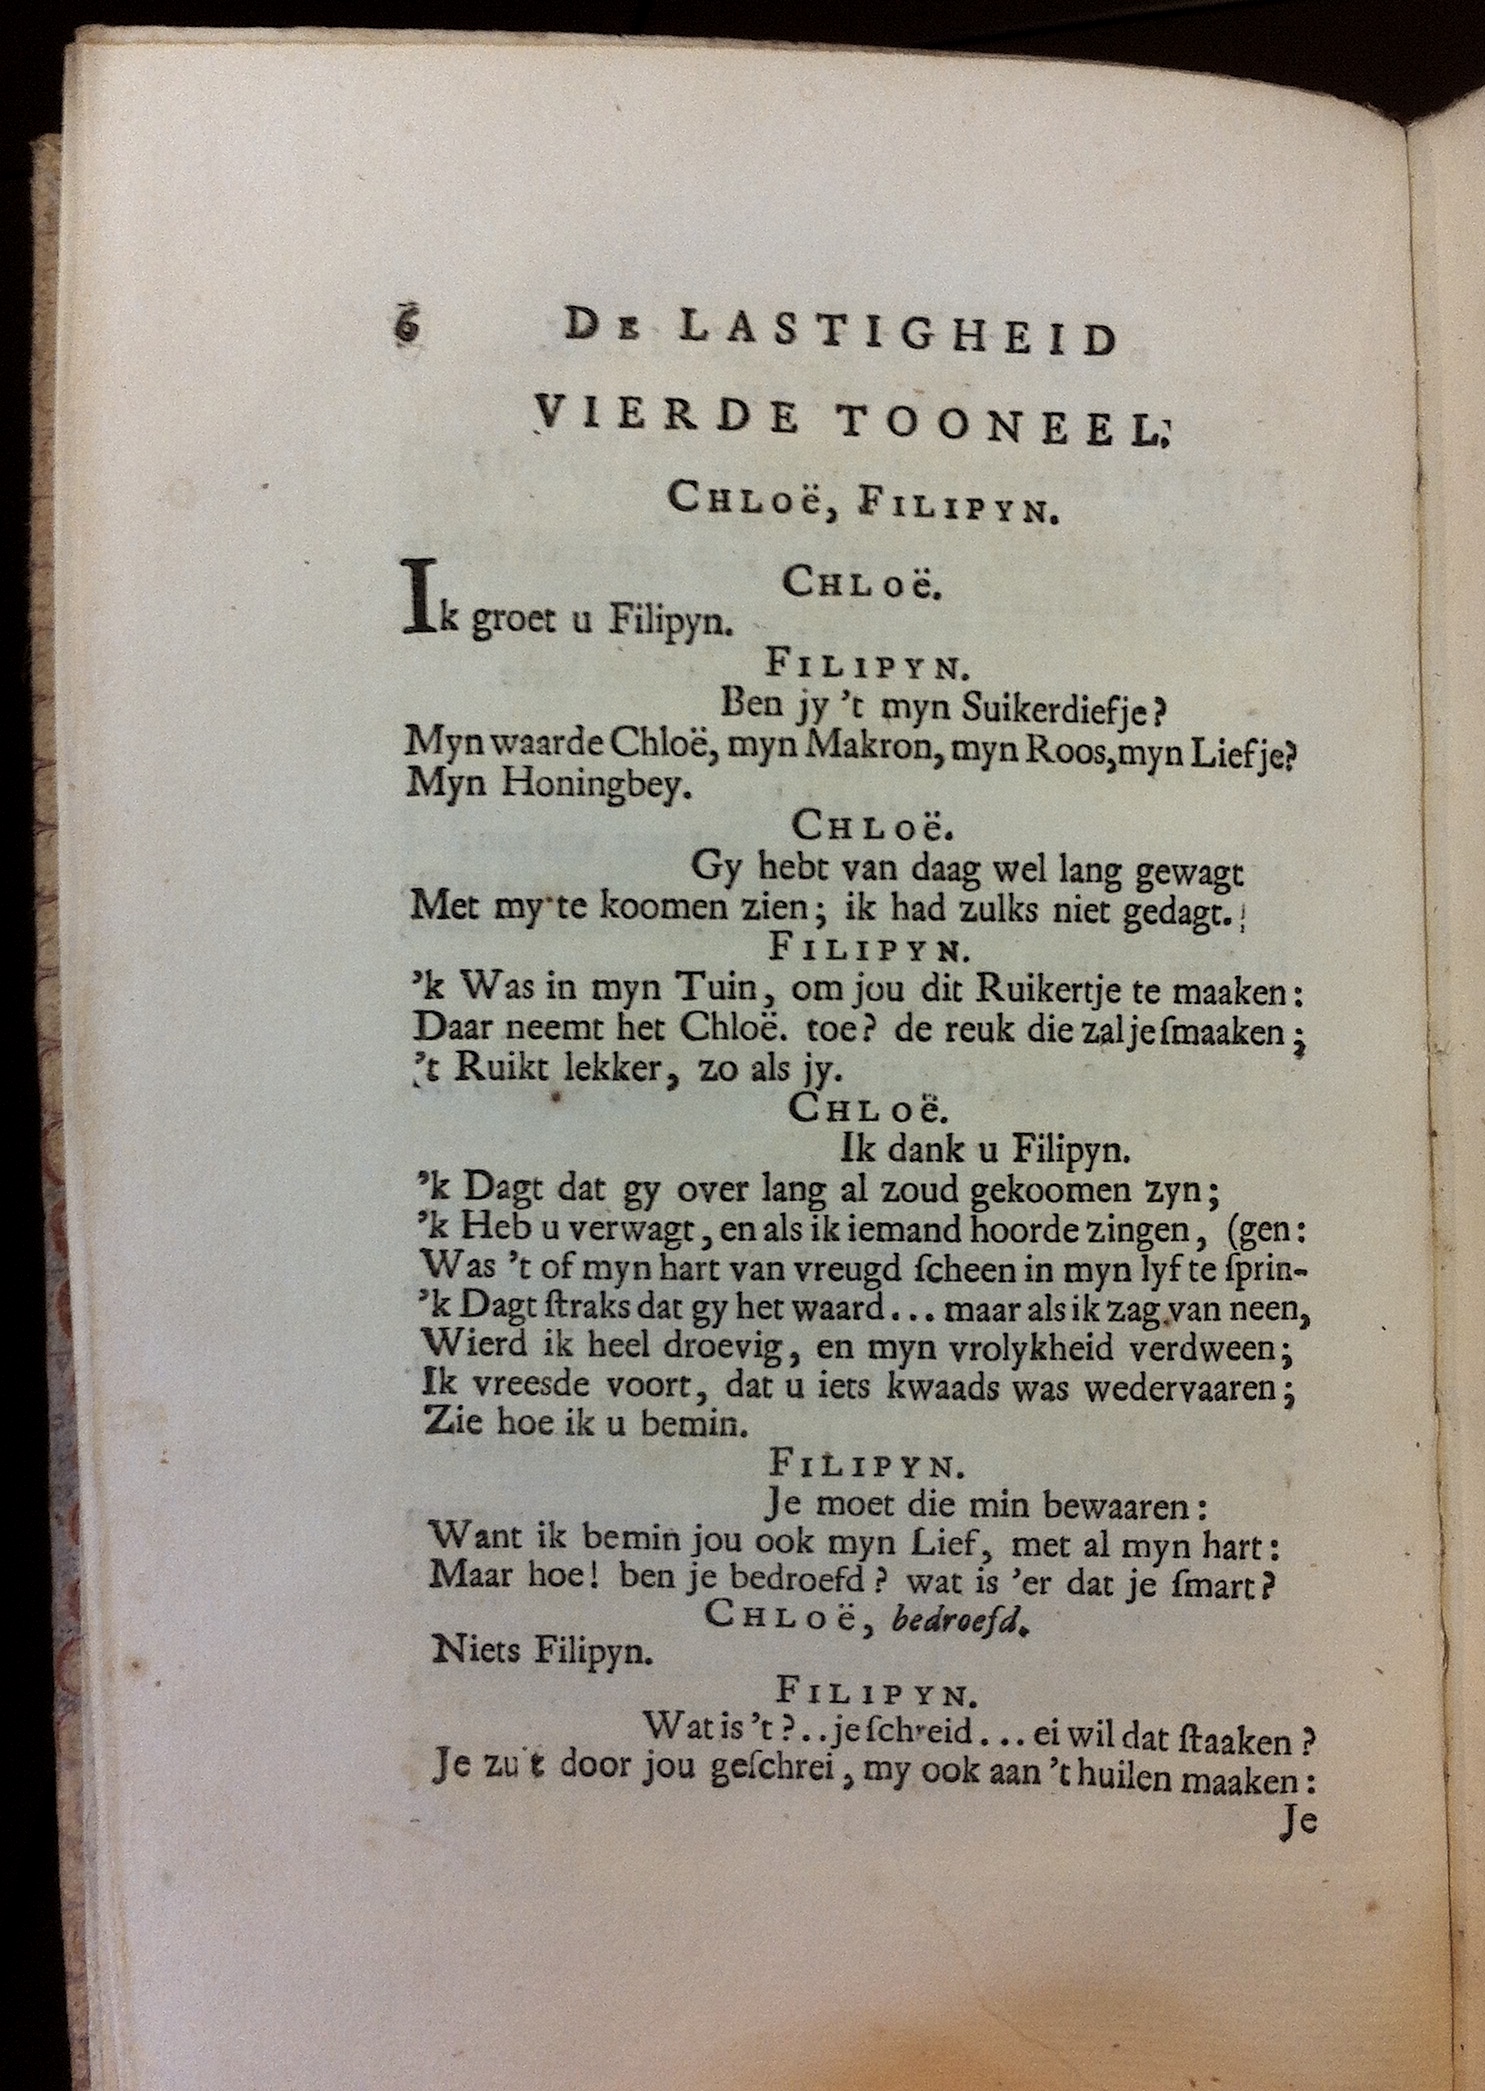 6 DE LASTIGHEID
VIERDE TOONEEL.
CHLOë, FILIPYN.
CHLOë.
Ik groet u Filipyn.
FILIPYN.
Ben jy 't myn Suikerdiefje?
Myn waarde Chloë, myn Makron, myn Roos, myn Liefje?
Myn Honingbey.
CHLOë.
Gy hebt van daag wel lang gewagt
Met my te koomen zien; ik had zulks niet gedagt.
FILIPYN.
'k Was in myn Tuin, om jou dit Ruikertje te maaken:
Daar neemt het Chloë. toe? de reuk die zal je ſmaaken;
't Ruikt lekker, zo als jy.
CHLOë.
Ik dank u Filipyn.
'k Dagt dat gy over lang al zoud gekoomen zyn;
'k Heb u verwagt, en als ik iemand hoorde zingen, (gen:
Was 't of myn hart van vreugd ſcheen in myn lyf te ſprin-
'k Dagt ſtraks dat gy het waard... maar als ik zag van neen,
Wierd ik heel droevig, en myn vrolykheid verdween;
Ik vreesde voort, dat u iets kwaads was wedervaaren;
Zie hoe ik u bemin.
FILIPYN.
Je moet die min bewaaren:
Want ik bemin jou ook myn Lief, met al myn hart:
Maar hoe! ben je bedroefd? wat is 'er dat je ſmart?
CHLOë, bedroefd.
Niets Filipyn.
FILIPYN.
Wat is 't?.. je ſchreid... ei wil dat ſtaaken?
Je zu t door jou geſchrei, my ook aan 't huilen maaken:
Je